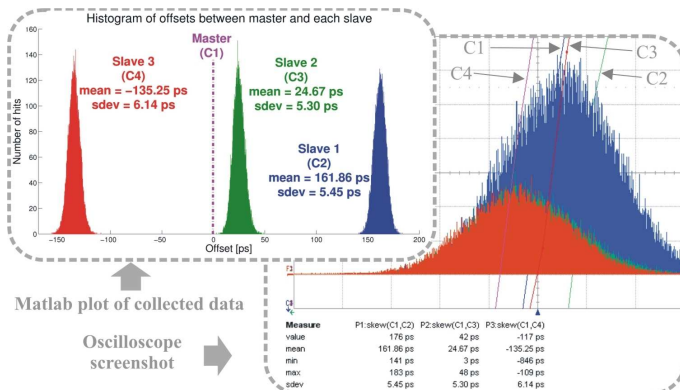 Histogram of offsets between master and each slave
Number of hits
160
140
120
100
80
60
40
20
0
Slave 3
(C4)
mean = −135.25 ps
sdev = 6.14 ps
Master
(C1)
Slave 2
(C3)
mean = 24.67 ps
sdev = 5.30 ps
Slave 1
(C2)
mean = 161.86 ps
sdev = 5.45 ps
−150 −100 −50 0 50 100 150 200
Offset [ps]
C1
C3
C4
C2
Matlab plot of collected data
Oscilloscope
screenshot
Measure P1:skew(C1,C2) P2:skew(C1,C3) P3:skew(C1,C4)
value 176 ps 42 ps -117 ps
mean 161.86 ps 24.67 ps -135.25 ps
min 141 ps 3 ps -846 ps
max 183 ps 48 ps -109 ps
sdev 5.45 ps 5.30 ps 6.14 ps